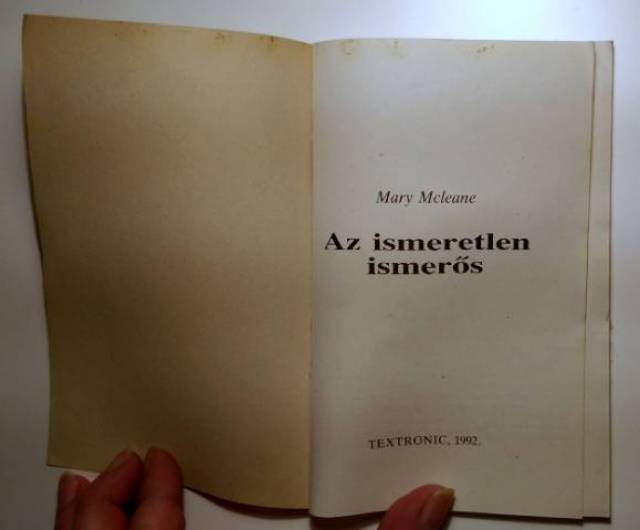 Mary Mcleane
Az ismeretlen
ismerős
TEXTRONIC, 1992.